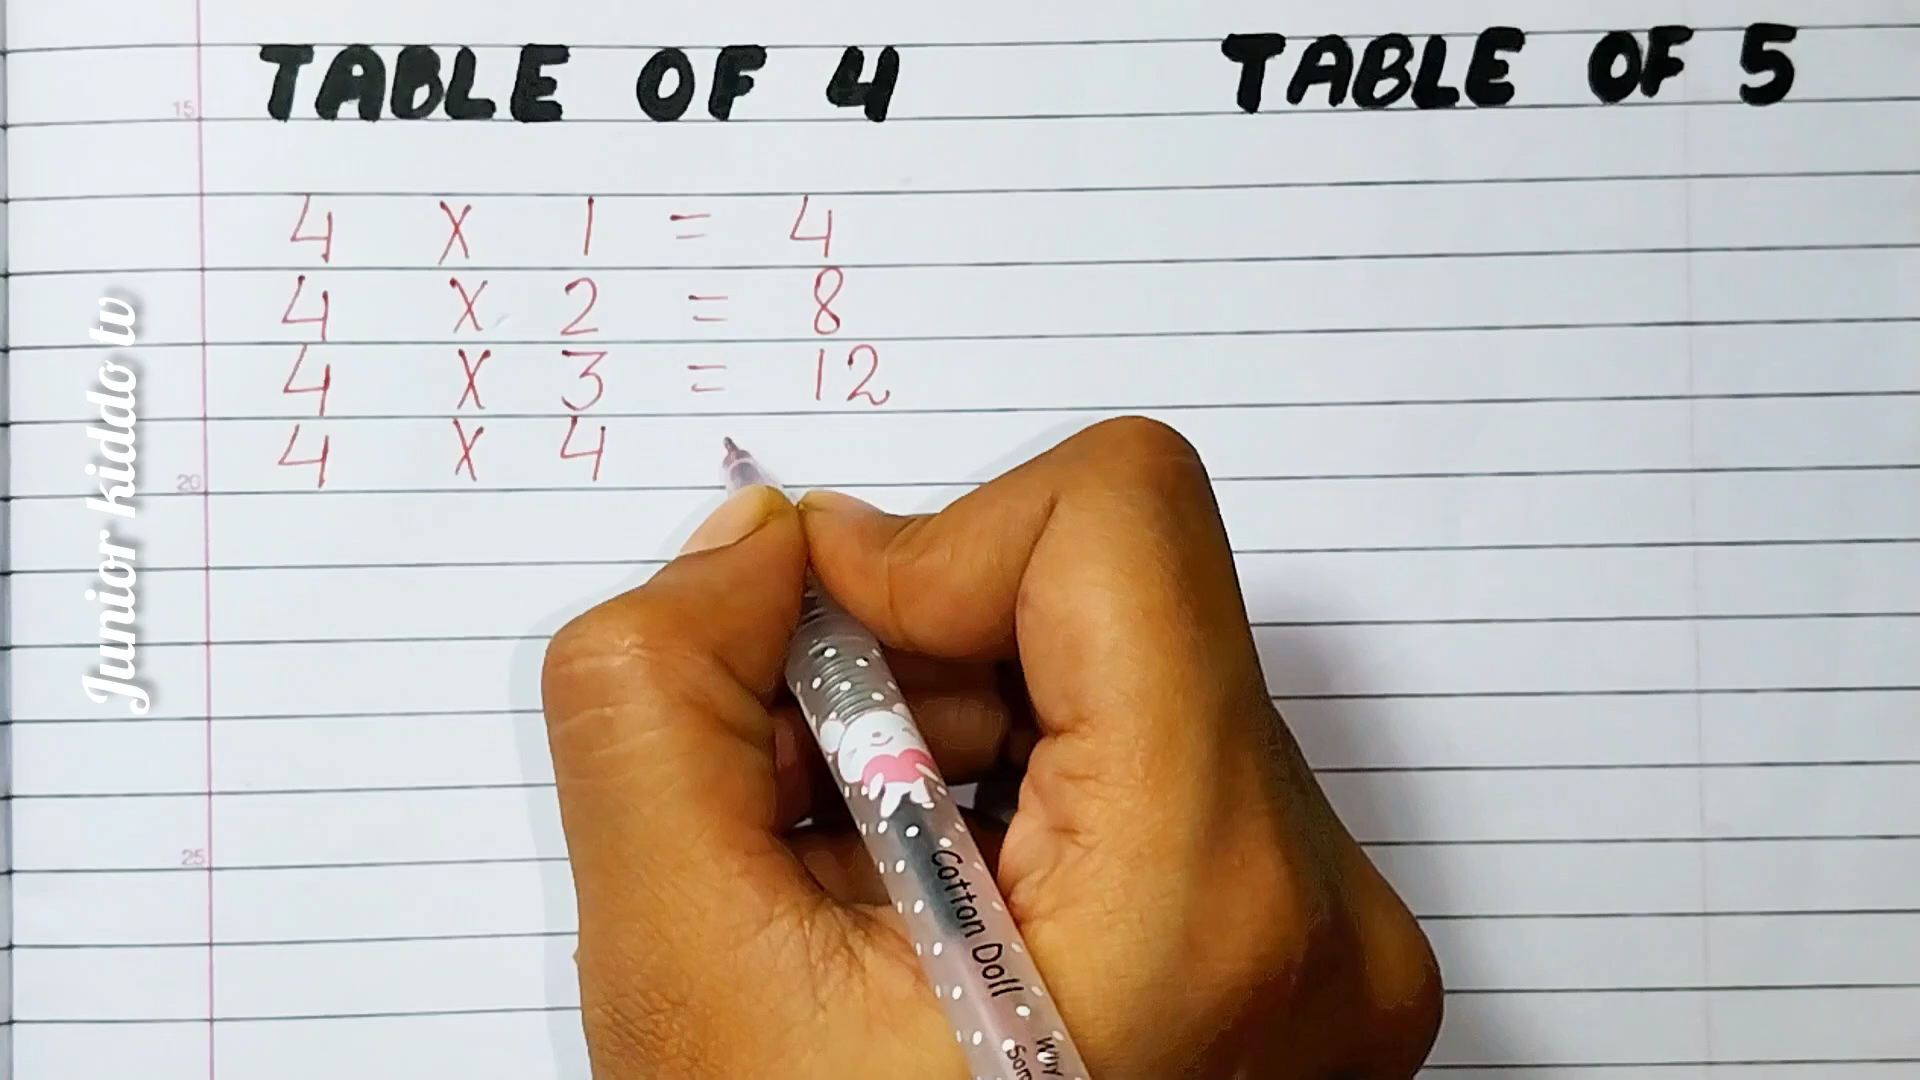 TABLE OF 4
TABLE OF 5
15
4 X 1 = 4
4 X 2 = 8
4 X 3 = 12
4 X 4
20
25
Junior kiddo tv
Cotton Doll
Why